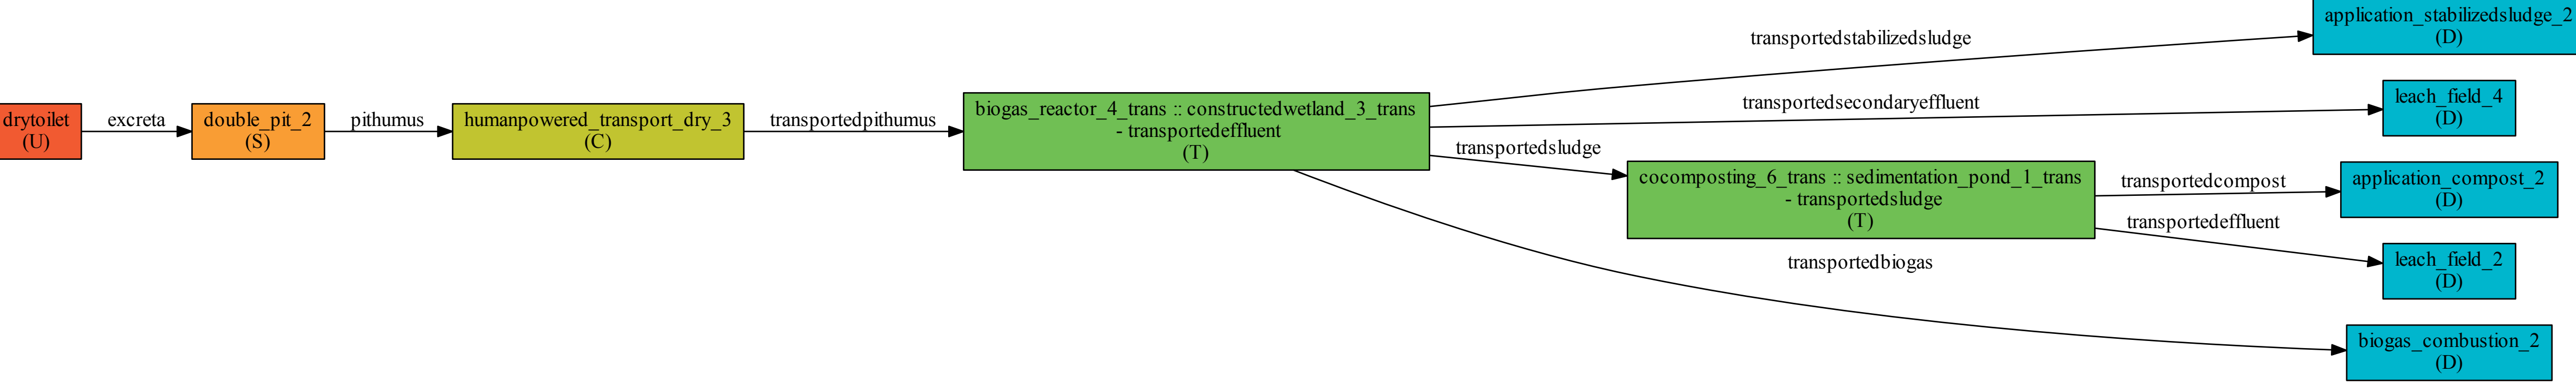 drytoilet
(U)
excreta
double_pit_2
(S)
pithumus
humanpowered_transport_dry_3
(C)
transportedpithumus
biogas_reactor_4_trans :: constructedwetland_3_trans
- transportedeffluent
(T)
transportedstabilizedsludge
application_stabilizedsludge_2
(D)
transportedsecondaryeffluent
leach_field_4
(D)
transportedsludge
cocomposting_6_trans :: sedimentation_pond_1_trans
- transportedsludge
(T)
transportedcompost
application_compost_2
(D)
transportedeffluent
leach_field_2
(D)
transportedbiogas
biogas_combustion_2
(D)